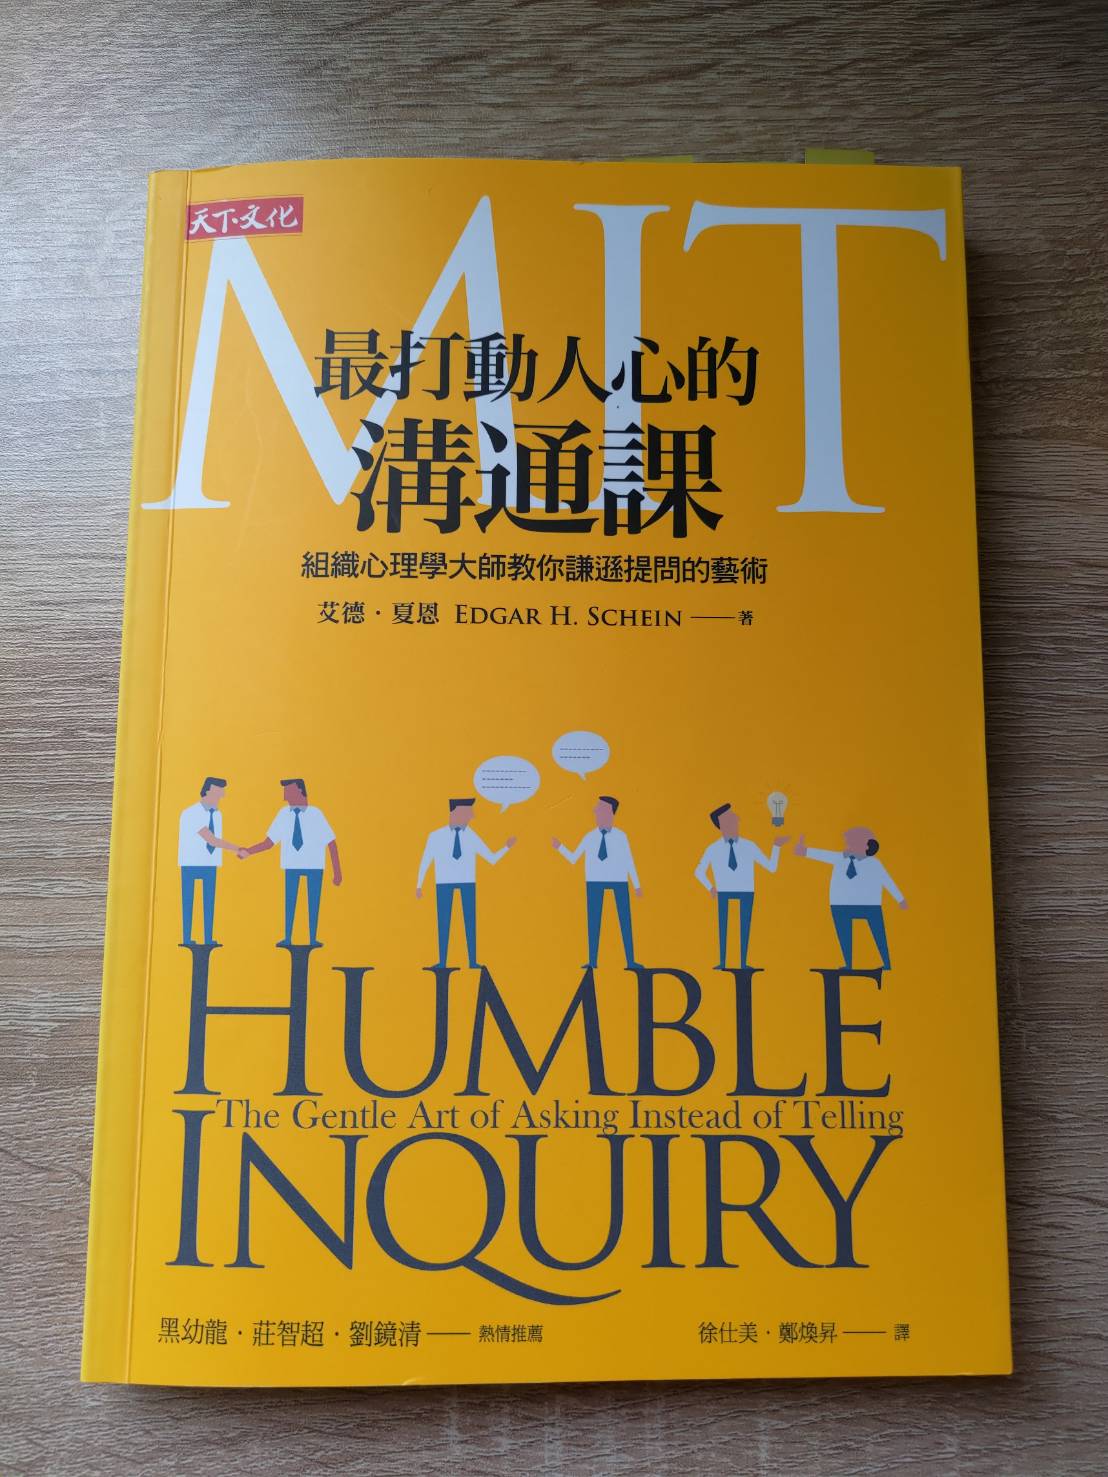 天下文化
MIT
最打動人心的
溝通課
組織心理學大師教你謙遜提問的藝術
艾德·夏恩 EDGAR H. SCHEIN——著
HUMBLE
The Gentle Art of Asking Instead of Telling
INQUIRY
黑幼龍·莊智超·劉鏡清——熱情推薦
徐仕美·鄭煥昇——譯